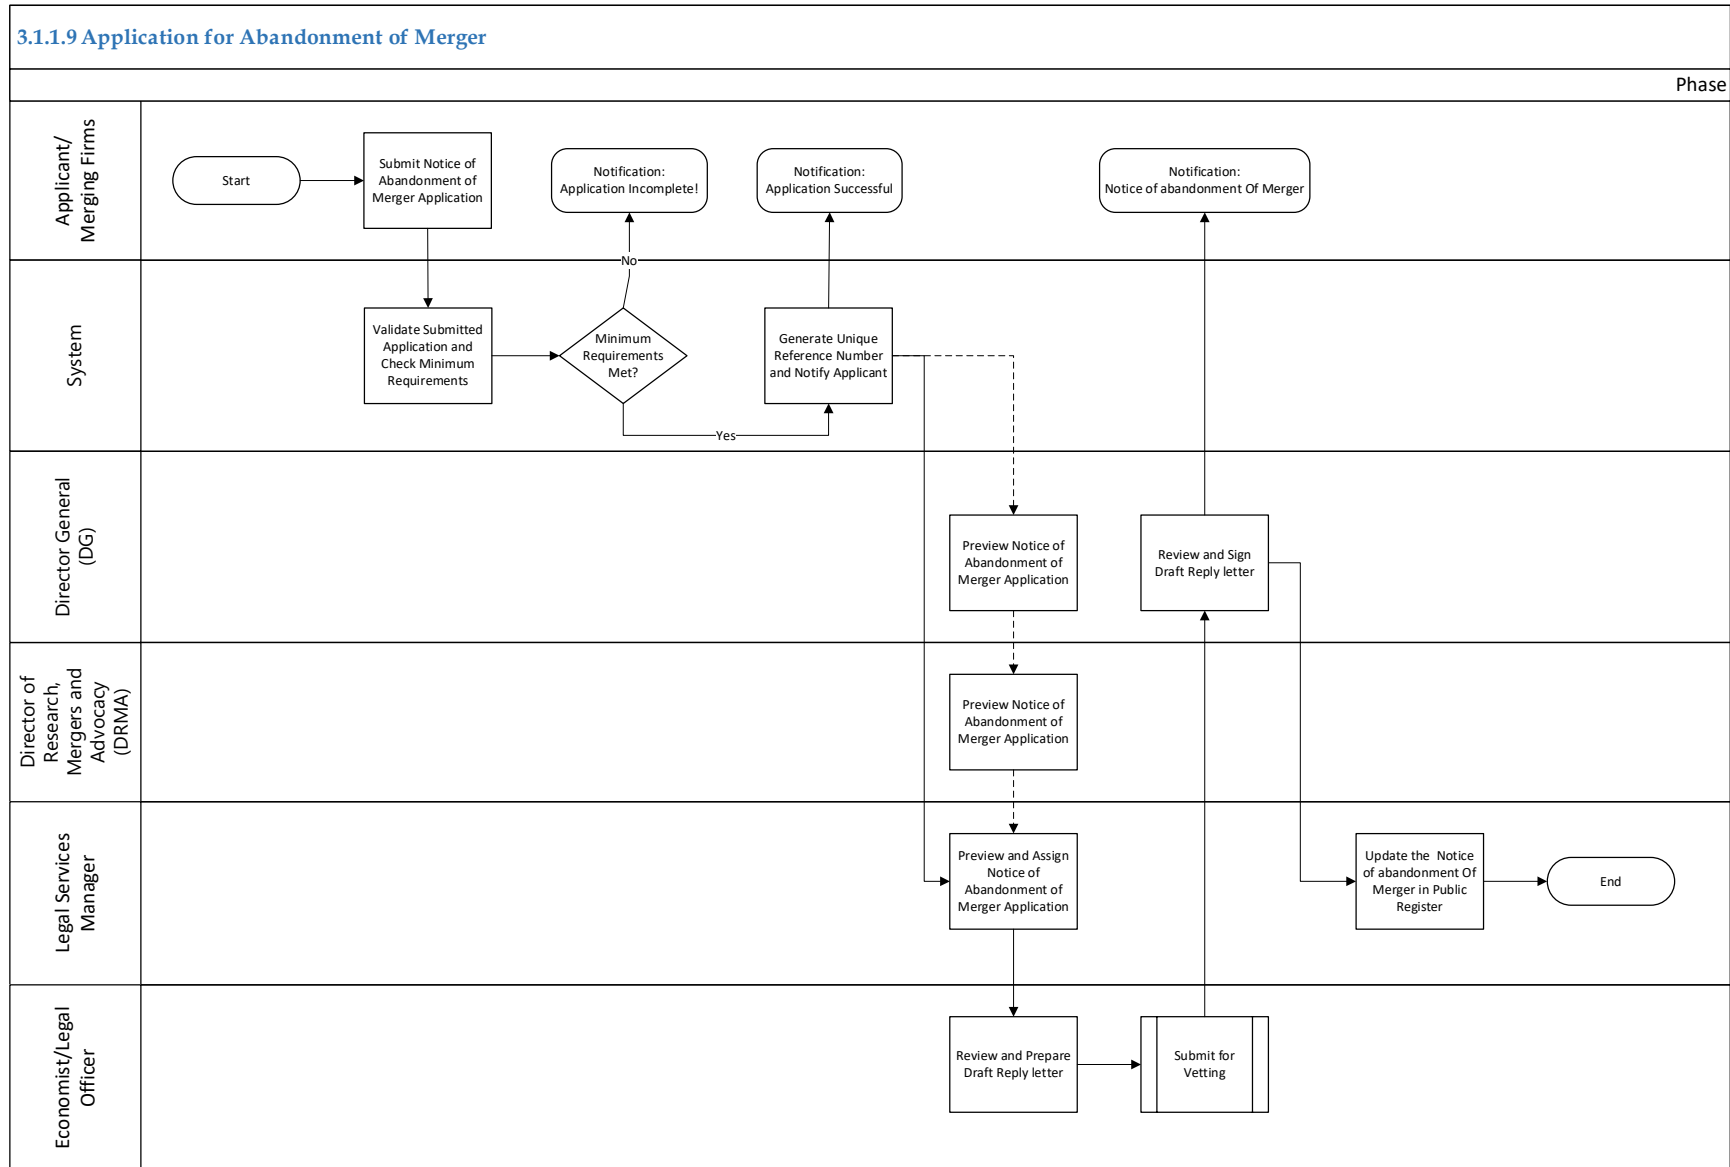 3.1.1.9 Application for Abandonment of Merger
Phase
Applicant/
Merging Firms
Start
Submit Notice of
Abandonment of
Merger Application
Notification:
Application Incomplete!
Notification:
Application Successful
Notification:
Notice of abandonment Of Merger
System
Validate Submitted
Application and
Check Minimum
Requirements
No
Minimum
Requirements
Met?
Yes
Generate Unique
Reference Number
and Notify Applicant
Director General
(DG)
Preview Notice of
Abandonment of
Merger Application
Review and Sign
Draft Reply letter
Director of
Research,
Mergers and
Advocacy
(DRMA)
Preview Notice of
Abandonment of
Merger Application
Legal Services
Manager
Preview and Assign
Notice of
Abandonment of
Merger Application
Update the  Notice
of abandonment Of
Merger in Public
Register
End
Economist/Legal
Officer
Review and Prepare
Draft Reply letter
Submit for
Vetting